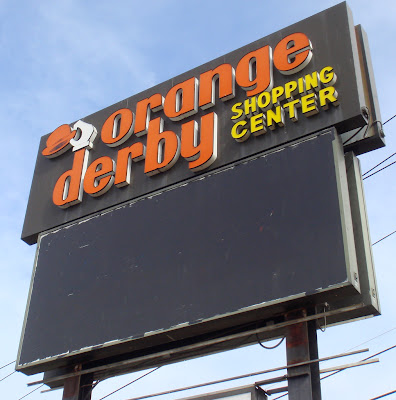 orange
derby
SHOPPING
CENTER